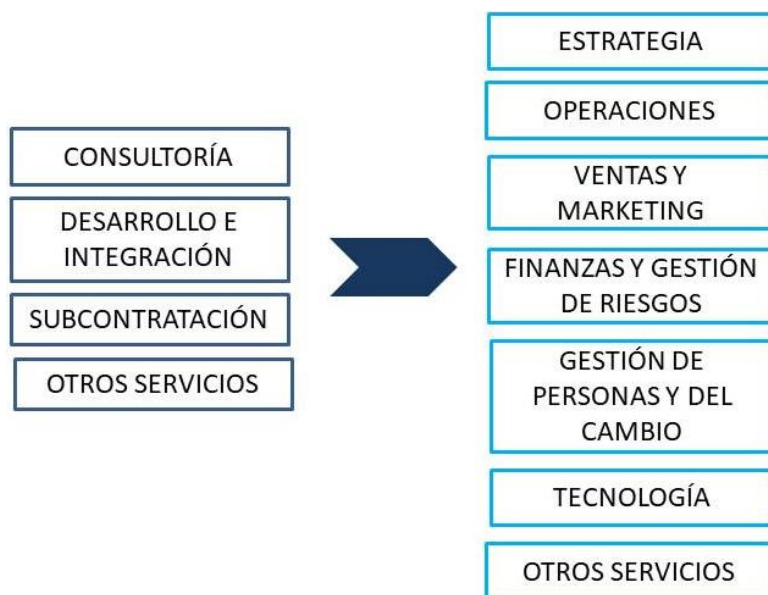 CONSULTORÍA
DESARROLLO E
INTEGRACIÓN
SUBCONTRATACIÓN
OTROS SERVICIOS
ESTRATEGIA
OPERACIONES
VENTAS Y
MARKETING
FINANZAS Y GESTIÓN
DE RIESGOS
GESTIÓN DE
PERSONAS Y DEL
CAMBIO
TECNOLOGÍA
OTROS SERVICIOS